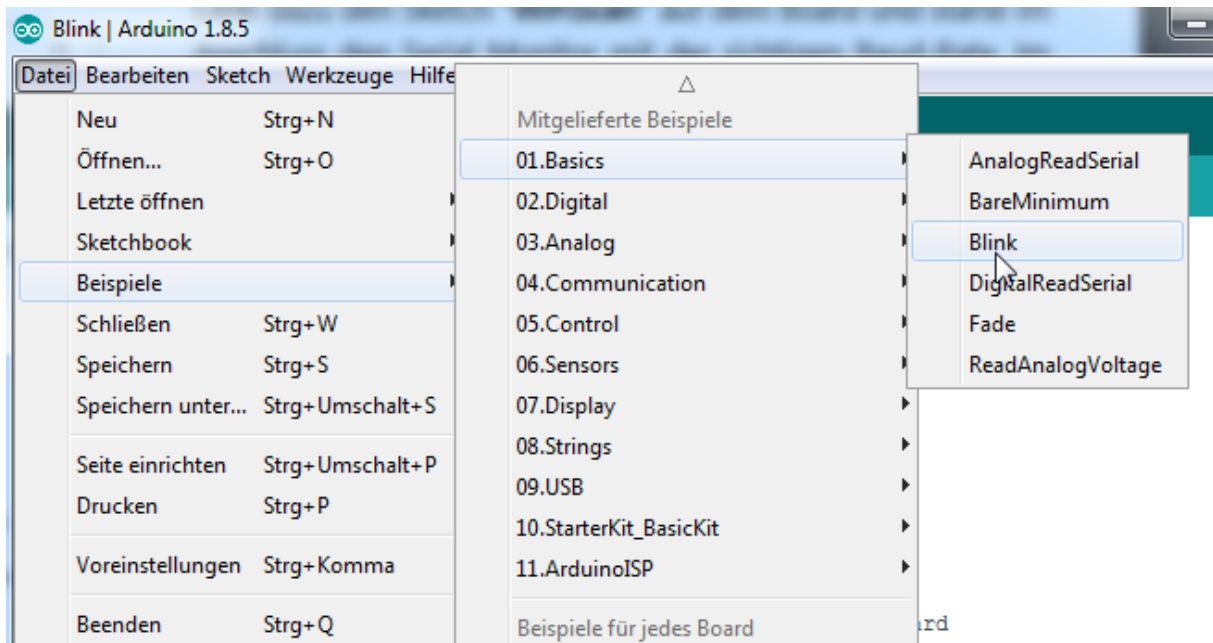 Blink | Arduino 1.8.5
Datei Bearbeiten Sketch Werkzeuge Hilfe
Neu Strg+N
Öffnen... Strg+O
Letzte öffnen
Sketchbook
Beispiele
Schließen Strg+W
Speichern Strg+S
Speichern unter... Strg+Umschalt+S
Seite einrichten Strg+Umschalt+P
Drucken Strg+P
Voreinstellungen Strg+Komma
Beenden Strg+Q
Mitgelieferte Beispiele
01.Basics
02.Digital
03.Analog
04.Communication
05.Control
06.Sensors
07.Display
08.Strings
09.USB
10.StarterKit_BasicKit
11.ArduinoISP
Beispiele für jedes Board
AnalogReadSerial
BareMinimum
Blink
DigitalReadSerial
Fade
ReadAnalogVoltage
ard